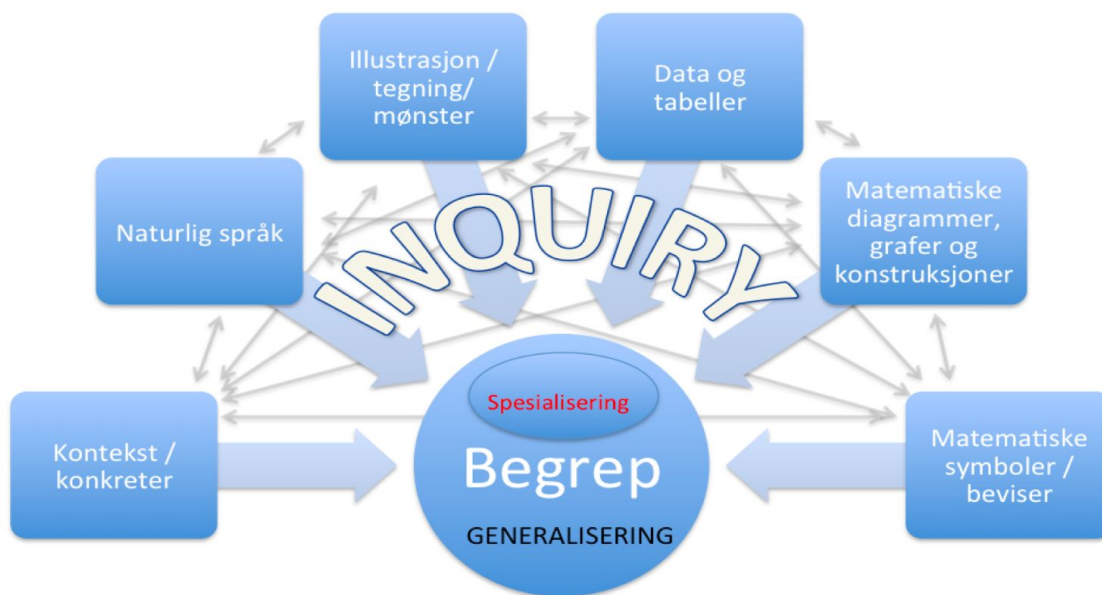 Illustrasjon /
tegning/
mønster
Data og
tabeller
Naturlig språk
INQUIRY
Matematiske
diagrammer,
grafer og
konstruksjoner
Kontekst /
konkreter
Spesialisering
Begrep
GENERALISERING
Matematiske
symboler /
beviser